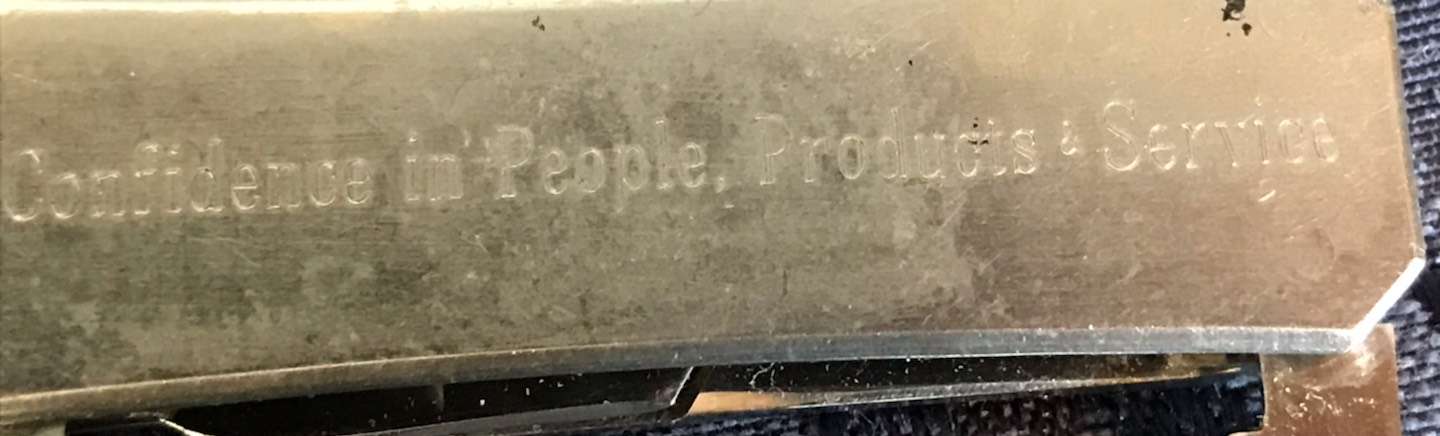 Confidence in People, Products & Service